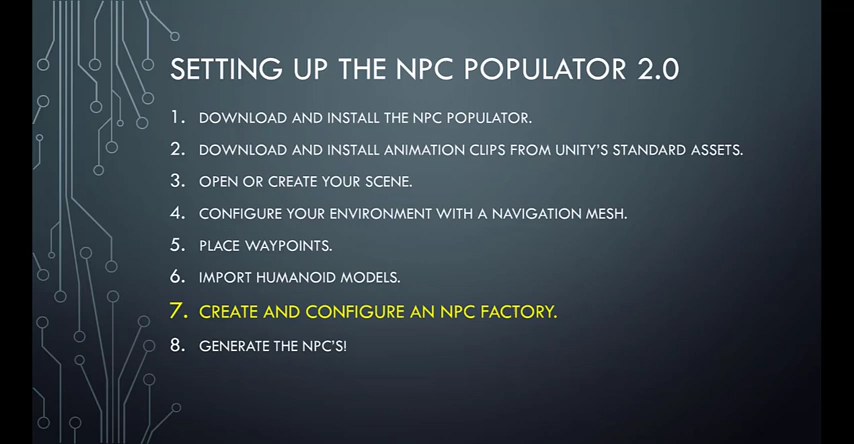 SETTING UP THE NPC POPULATOR 2.0
1. DOWNLOAD AND INSTALL THE NPC POPULATOR.
2. DOWNLOAD AND INSTALL ANIMATION CLIPS FROM UNITY'S STANDARD ASSETS.
3. OPEN OR CREATE YOUR SCENE.
4. CONFIGURE YOUR ENVIRONMENT WITH A NAVIGATION MESH.
5. PLACE WAYPOINTS.
6. IMPORT HUMANOID MODELS.
7. CREATE AND CONFIGURE AN NPC FACTORY.
8. GENERATE THE NPC'S!